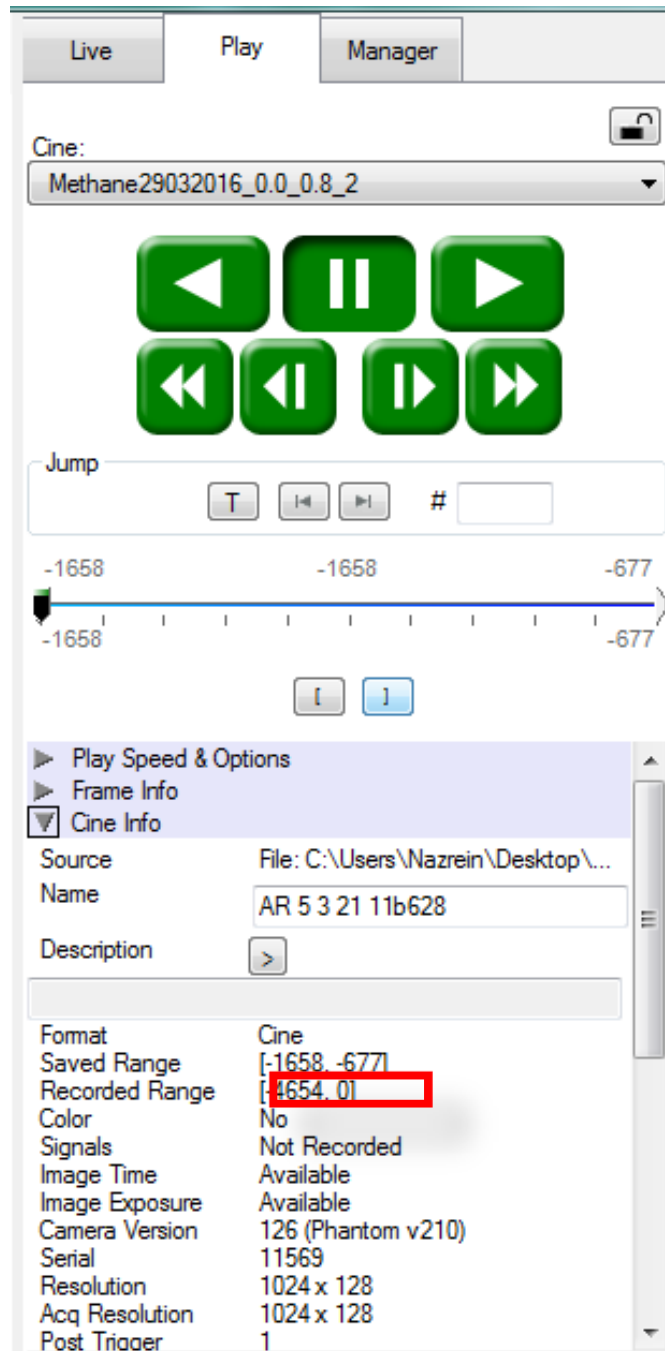 Live Play Manager
Cine:
Methane29032016_0.0_0.8_2
Jump
T #
-1658 -1658 -677
-1658 -677
[ ]
Play Speed & Options
Frame Info
Cine Info
Source File: C:\Users\Nazrein\Desktop\...
Name AR 5 3 21 11b628
Description >
Format Cine
Saved Range [-1658, -677]
Recorded Range [-4654, 0]
Color No
Signals Not Recorded
Image Time Available
Image Exposure Available
Camera Version 126 (Phantom v210)
Serial 11569
Resolution 1024 x 128
Acq Resolution 1024 x 128
Post Trigger 1